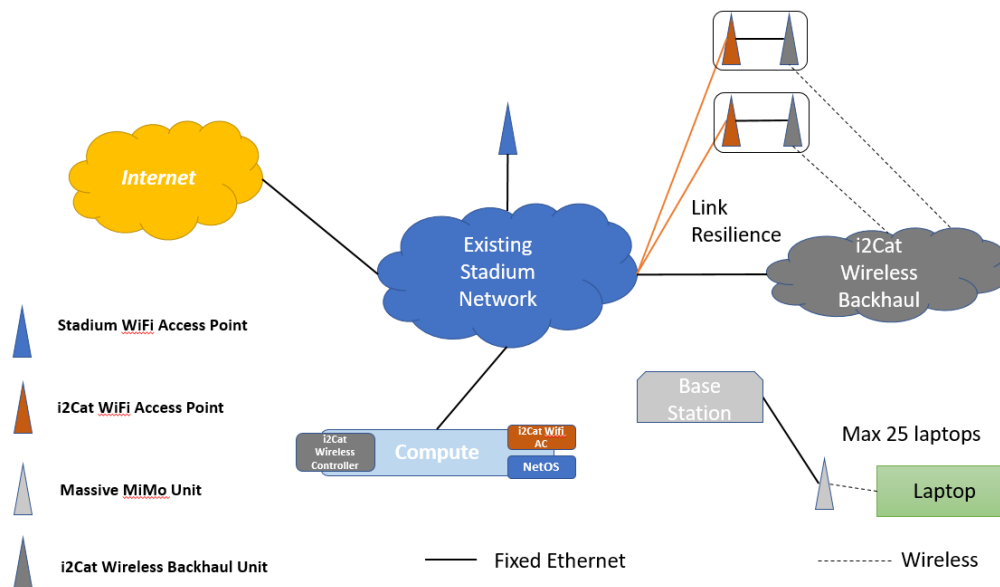 Internet
Existing
Stadium
Network
Link
Resilience
i2Cat
Wireless
Backhaul
Stadium WiFi Access Point
i2Cat WiFi Access Point
Massive MiMo Unit
i2Cat Wireless Backhaul Unit
i2Cat
Wireless
Controller
Compute
i2Cat Wifi
AC
NetOS
Base
Station
Max 25 laptops
Laptop
Fixed Ethernet
Wireless